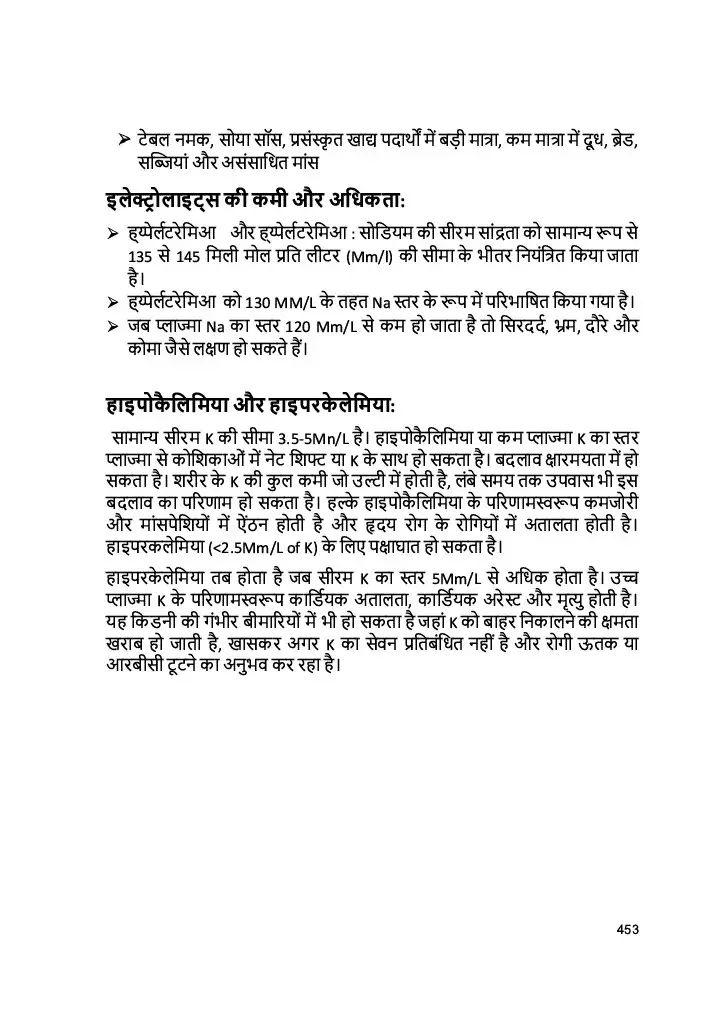 ➢ टेबल नमक, सोया सॉस, प्रसंस्कृत खाद्य पदार्थों में बड़ी मात्रा, कम मात्रा में दूध, ब्रेड,
सब्जियां और असंसाधित मांस
इलेक्ट्रोलाइट्स की कमी और अधिकता:
➢ ह्य्पेर्लटरेमिआ और ह्य्पेर्लटरेमिआ : सोडियम की सीरम सांद्रता को सामान्य रूप से
135 से 145 मिली मोल प्रति लीटर (Mm/l) की सीमा के भीतर नियंत्रित किया जाता
है।
➢ ह्य्पेर्लटरेमिआ को 130 MM/L के तहत Na स्तर के रूप में परिभाषित किया गया है।
➢ जब प्लाज्मा Na का स्तर 120 Mm/L से कम हो जाता है तो सिरदर्द, भ्रम, दौरे और
कोमा जैसे लक्षण हो सकते हैं।
हाइपोकैलिमिया और हाइपरकेलेमिया:
सामान्य सीरम K की सीमा 3.5-5Mn/L है। हाइपोकैलिमिया या कम प्लाज्मा K का स्तर
प्लाज्मा से कोशिकाओं में नेट शिफ्ट या K के साथ हो सकता है। बदलाव क्षारमयता में हो
सकता है। शरीर के K की कुल कमी जो उल्टी में होती है, लंबे समय तक उपवास भी इस
बदलाव का परिणाम हो सकता है। हल्के हाइपोकैलिमिया के परिणामस्वरूप कमजोरी
और मांसपेशियों में ऐंठन होती है और हृदय रोग के रोगियों में अतालता होती है।
हाइपरकलेमिया (<2.5Mm/L of K) के लिए पक्षाघात हो सकता है।
हाइपरकेलेमिया तब होता है जब सीरम K का स्तर 5Mm/L से अधिक होता है। उच्च
प्लाज्मा K के परिणामस्वरूप कार्डियक अतालता, कार्डियक अरेस्ट और मृत्यु होती है।
यह किडनी की गंभीर बीमारियों में भी हो सकता है जहां K को बाहर निकालने की क्षमता
खराब हो जाती है, खासकर अगर K का सेवन प्रतिबंधित नहीं है और रोगी ऊतक या
आरबीसी टूटने का अनुभव कर रहा है।
453